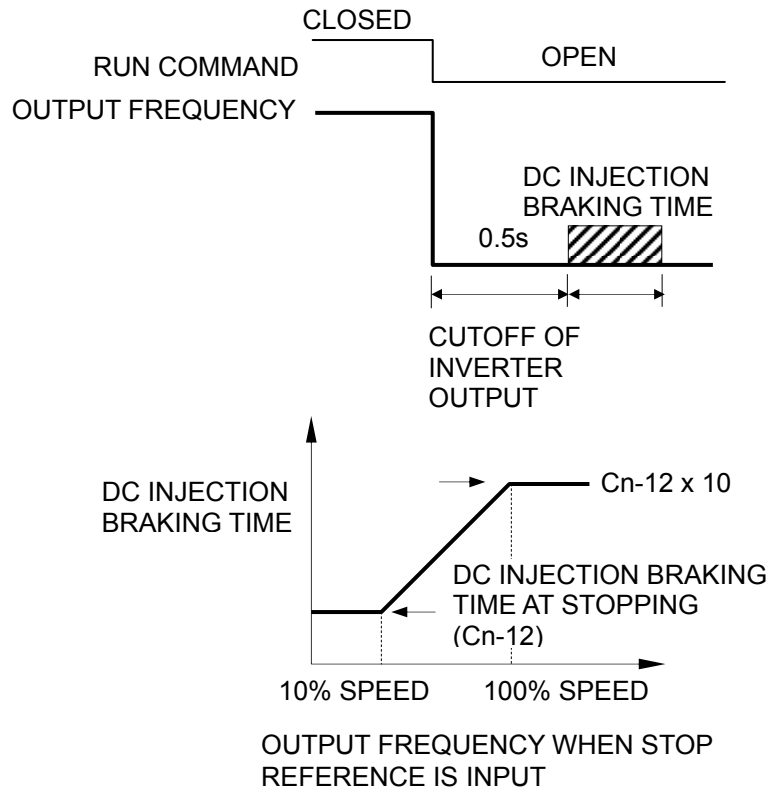 CLOSED
RUN COMMAND
OPEN
OUTPUT FREQUENCY
DC INJECTION
BRAKING TIME
0.5s
CUTOFF OF
INVERTER
OUTPUT
DC INJECTION
BRAKING TIME
Cn-12 x 10
DC INJECTION BRAKING
TIME AT STOPPING
(Cn-12)
10% SPEED
100% SPEED
OUTPUT FREQUENCY WHEN STOP
REFERENCE IS INPUT